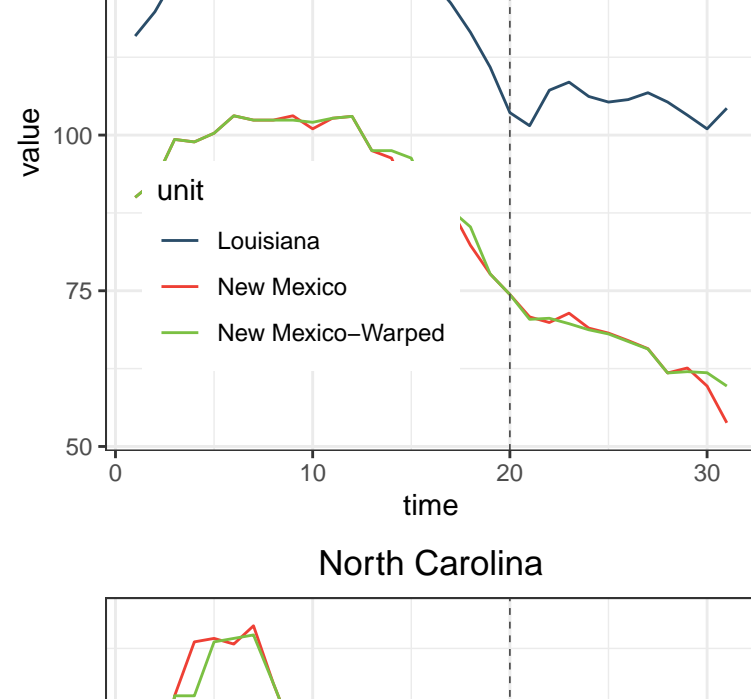 value
100
75
50
unit
Louisiana
New Mexico
New Mexico−Warped
0
10
20
30
time
North Carolina